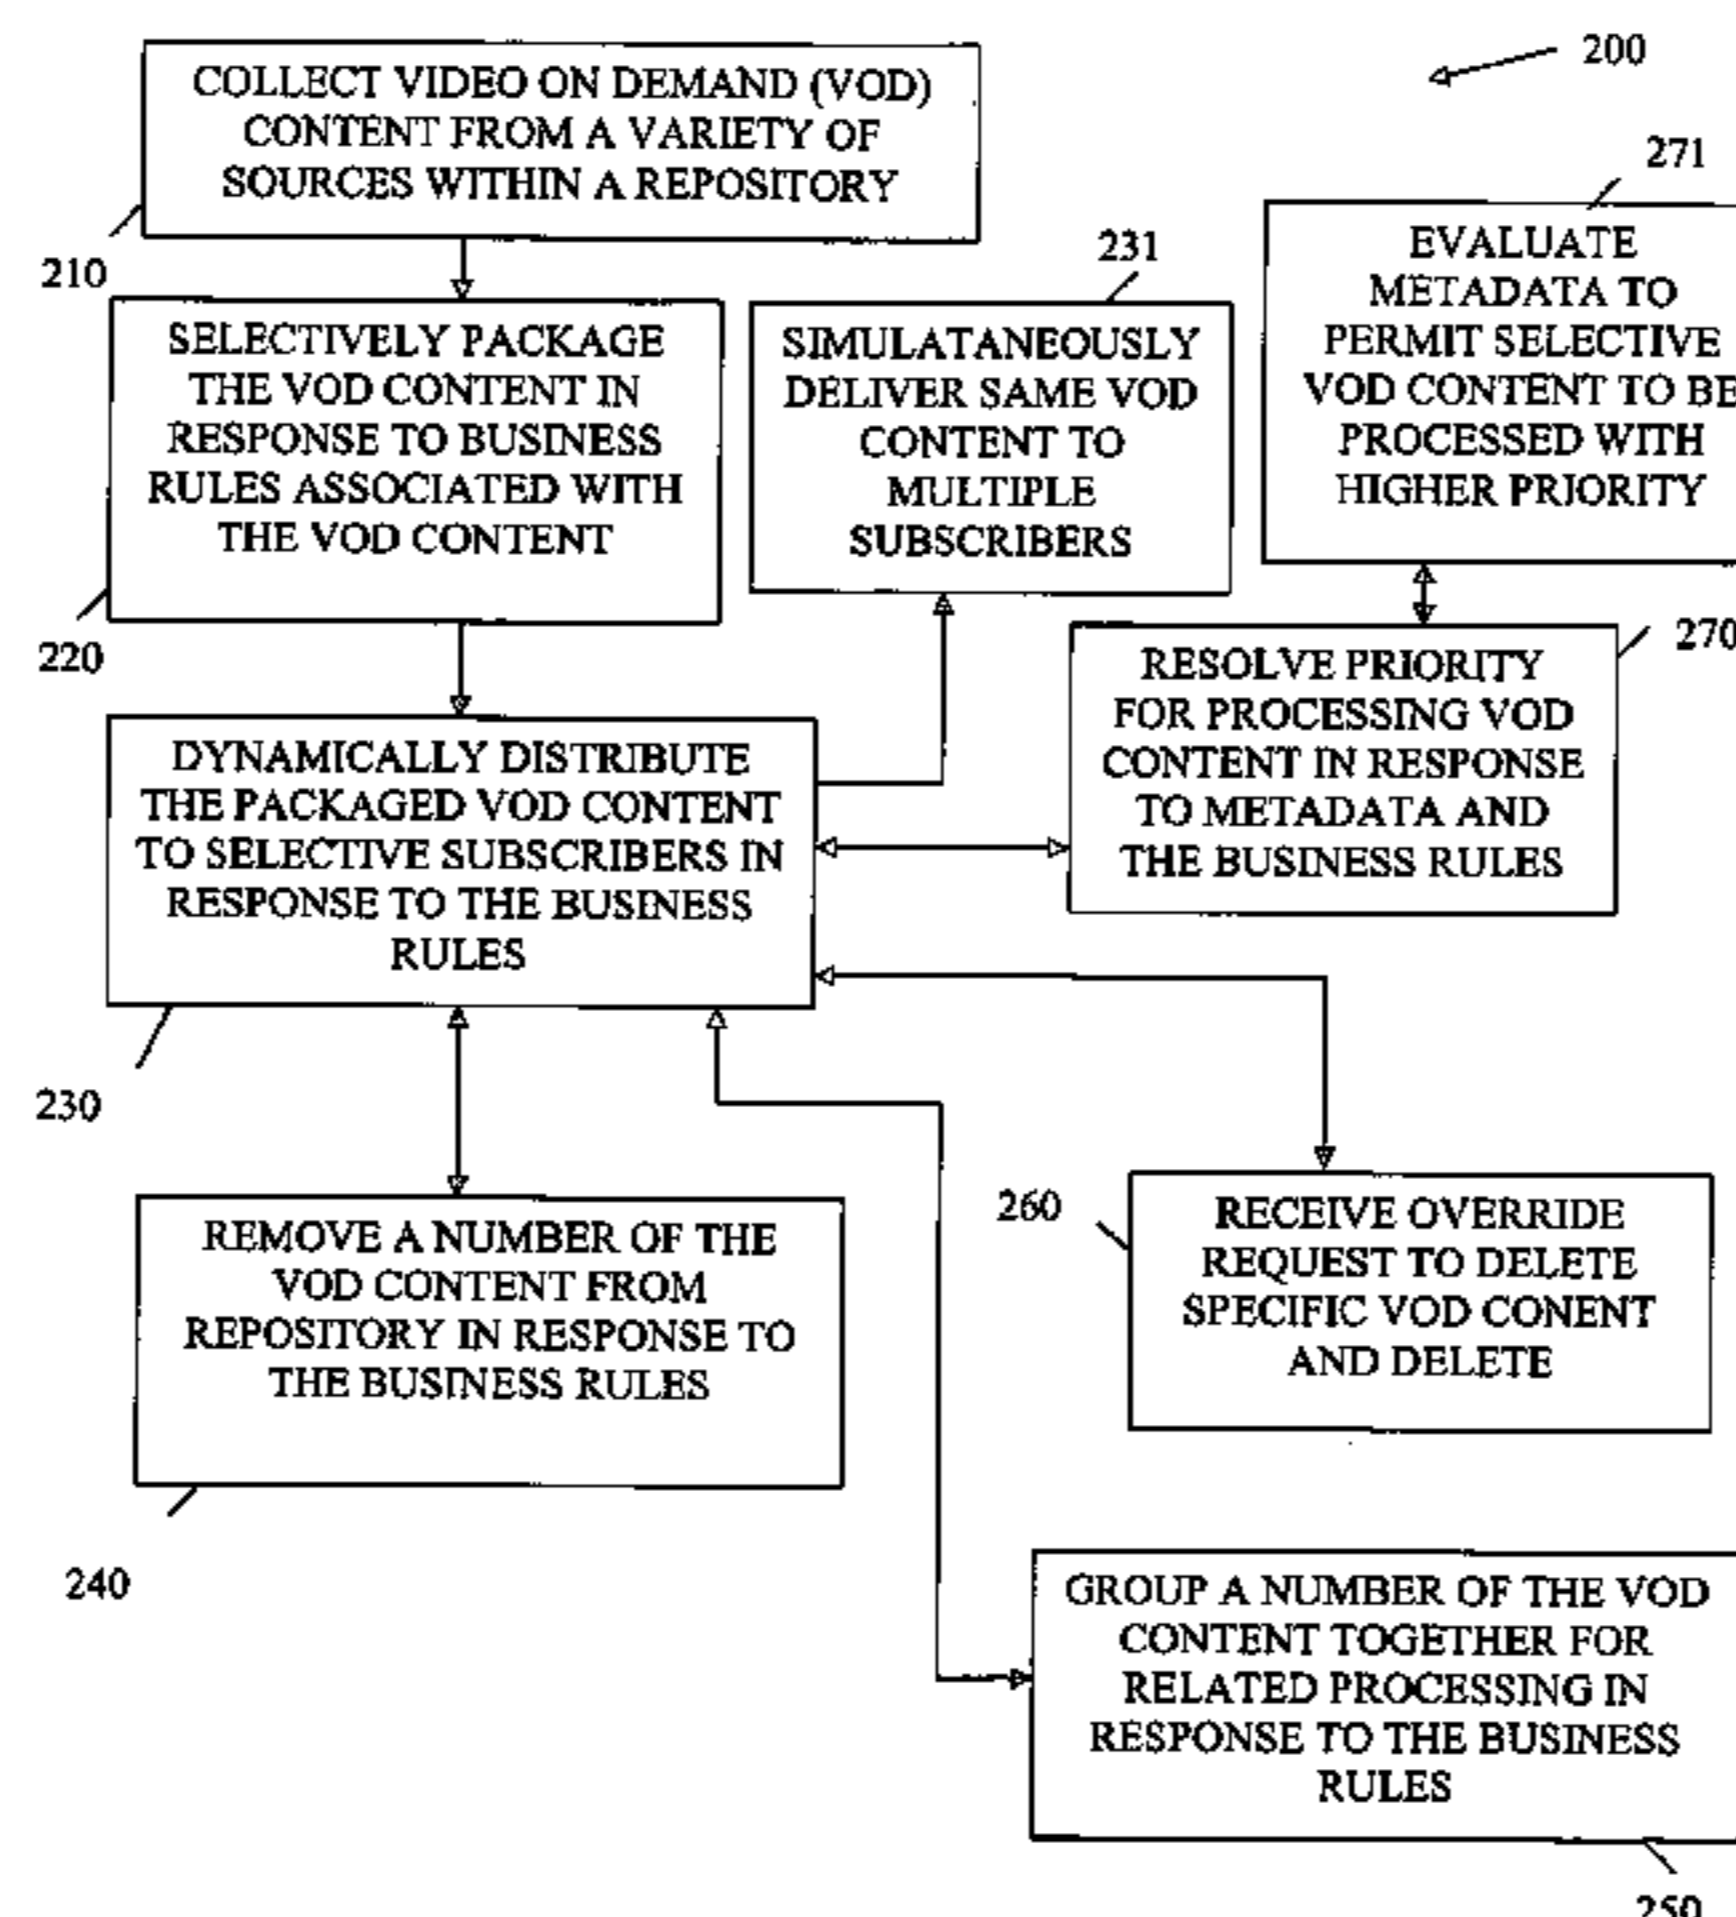 200
COLLECT VIDEO ON DEMAND (VOD)
CONTENT FROM A VARIETY OF
SOURCES WITHIN A REPOSITORY
210
SELECTIVELY PACKAGE
THE VOD CONTENT IN
RESPONSE TO BUSINESS
RULES ASSOCIATED WITH
THE VOD CONTENT
220
231
SIMULATANEOUSLY
DELIVER SAME VOD
CONTENT TO
MULTIPLE
SUBSCRIBERS
271
EVALUATE
METADATA TO
PERMIT SELECTIVE
VOD CONTENT TO BE
PROCESSED WITH
HIGHER PRIORITY
270
RESOLVE PRIORITY
FOR PROCESSING VOD
CONTENT IN RESPONSE
TO METADATA AND
THE BUSINESS RULES
DYNAMICALLY DISTRIBUTE
THE PACKAGED VOD CONTENT
TO SELECTIVE SUBSCRIBERS IN
RESPONSE TO THE BUSINESS
RULES
230
REMOVE A NUMBER OF THE
VOD CONTENT FROM
REPOSITORY IN RESPONSE TO
THE BUSINESS RULES
240
260
RECEIVE OVERRIDE
REQUEST TO DELETE
SPECIFIC VOD CONENT
AND DELETE
GROUP A NUMBER OF THE VOD
CONTENT TOGETHER FOR
RELATED PROCESSING IN
RESPONSE TO THE BUSINESS
RULES
250